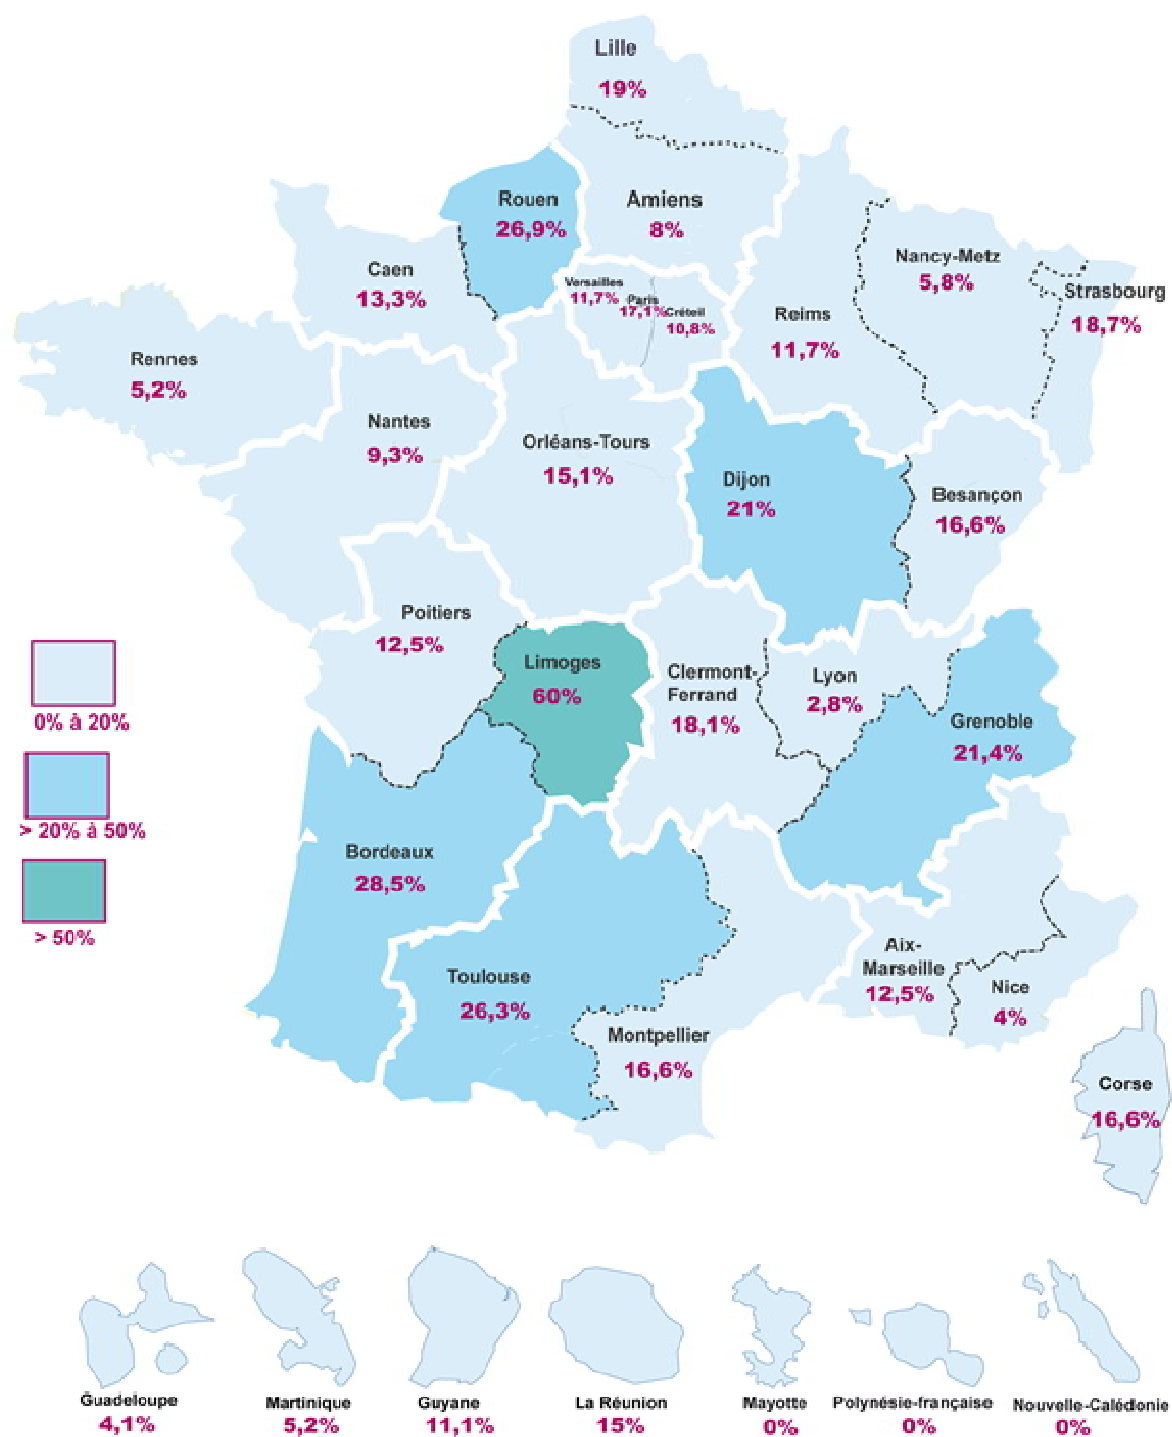 Lille
19%
Rouen
26,9%
Amiens
8%
Caen
13,3%
Versailles
11,7%
Paris
17,1%
Créteil
10,8%
Reims
11,7%
Nancy-Metz
5,8%
Strasbourg
18,7%
Rennes
5,2%
Nantes
9,3%
Orléans-Tours
15,1%
Dijon
21%
Besançon
16,6%
Poitiers
12,5%
Limoges
60%
Clermont-
Ferrand
18,1%
Lyon
2,8%
Grenoble
21,4%
0% à 20%
> 20% à 50%
> 50%
Bordeaux
28,5%
Toulouse
26,3%
Montpellier
16,6%
Aix-
Marseille
12,5%
Nice
4%
Corse
16,6%
Guadeloupe
4,1%
Martinique
5,2%
Guyane
11,1%
La Réunion
15%
Mayotte
0%
Polynésie-française
0%
Nouvelle-Calédonie
0%